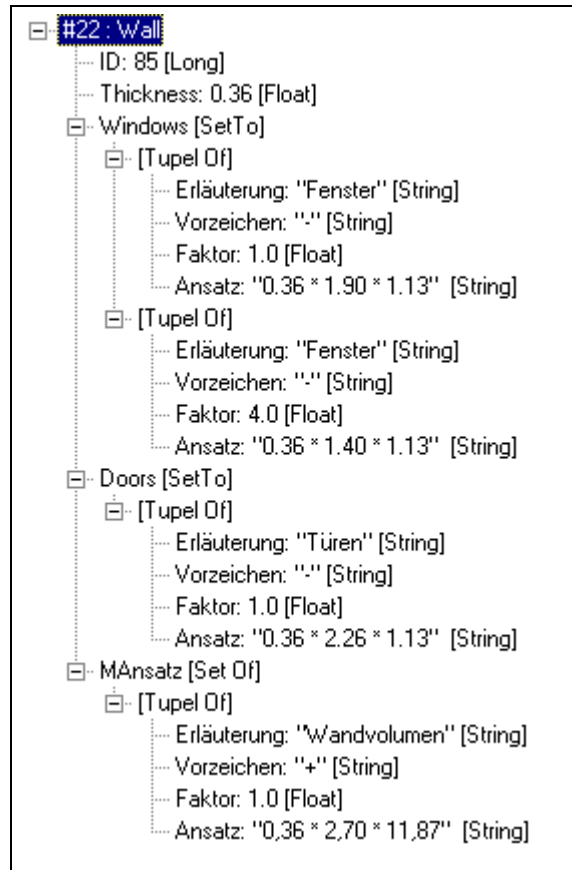 #22 : Wall
ID: 85 [Long]
Thickness: 0.36 [Float]
Windows [SetTo]
[Tupel Of]
Erläuterung: "Fenster" [String]
Vorzeichen: "-" [String]
Faktor: 1.0 [Float]
Ansatz: "0.36 * 1.90 * 1.13" [String]
[Tupel Of]
Erläuterung: "Fenster" [String]
Vorzeichen: "-" [String]
Faktor: 4.0 [Float]
Ansatz: "0.36 * 1.40 * 1.13" [String]
Doors [SetTo]
[Tupel Of]
Erläuterung: "Türen" [String]
Vorzeichen: "-" [String]
Faktor: 1.0 [Float]
Ansatz: "0.36 * 2.26 * 1.13" [String]
MAnsatz [Set Of]
[Tupel Of]
Erläuterung: "Wandvolumen" [String]
Vorzeichen: "+" [String]
Faktor: 1.0 [Float]
Ansatz: "0,36 * 2,70 * 11,87" [String]